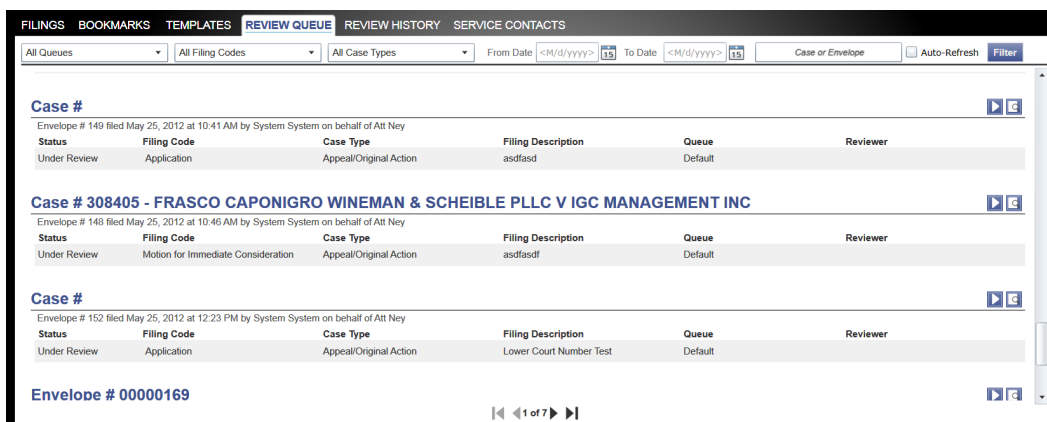 FILINGS BOOKMARKS TEMPLATES REVIEW QUEUE REVIEW HISTORY SERVICE CONTACTS
All Queues All Filing Codes All Case Types From Date <M/d/yyyy> 15 To Date <M/d/yyyy> 15 Case or Envelope Auto-Refresh Filter
Case #
Envelope # 149 filed May 25, 2012 at 10:41 AM by System System on behalf of Att Ney
Status Filing Code Case Type Filing Description Queue Reviewer
Under Review Application Appeal/Original Action asdfasd Default
Case # 308405 - FRASCO CAPONIGRO WINEMAN & SCHEIBLE PLLC V IGC MANAGEMENT INC
Envelope # 148 filed May 25, 2012 at 10:46 AM by System System on behalf of Att Ney
Status Filing Code Case Type Filing Description Queue Reviewer
Under Review Motion for Immediate Consideration Appeal/Original Action asdfasdf Default
Case #
Envelope # 152 filed May 25, 2012 at 12:23 PM by System System on behalf of Att Ney
Status Filing Code Case Type Filing Description Queue Reviewer
Under Review Application Appeal/Original Action Lower Court Number Test Default
Envelope # 00000169
1 of 7